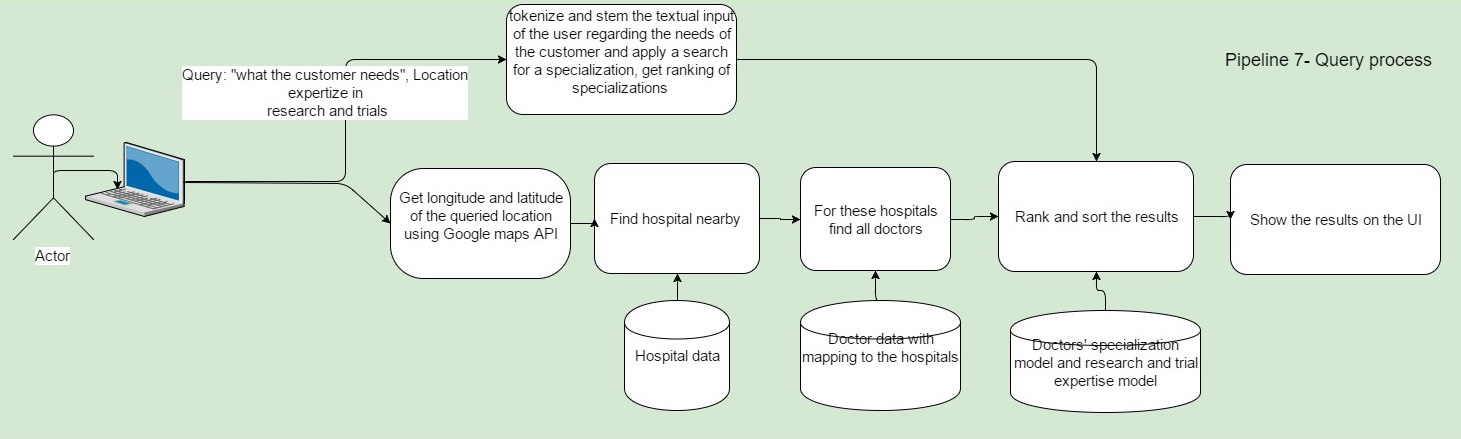 tokenize and stem the textual input
of the user regarding the needs of
the customer and apply a search
for a specialization, get ranking of
specializations
Pipeline 7- Query process
Query: "what the customer needs", Location
expertize in
research and trials
Get longitude and latitude
of the queried location
using Google maps API
Find hospital nearby
For these hospitals
find all doctors
Rank and sort the results
Show the results on the UI
Actor
Hospital data
Doctor data with
mapping to the hospitals
Doctors' specialization
model and research and trial
expertise model